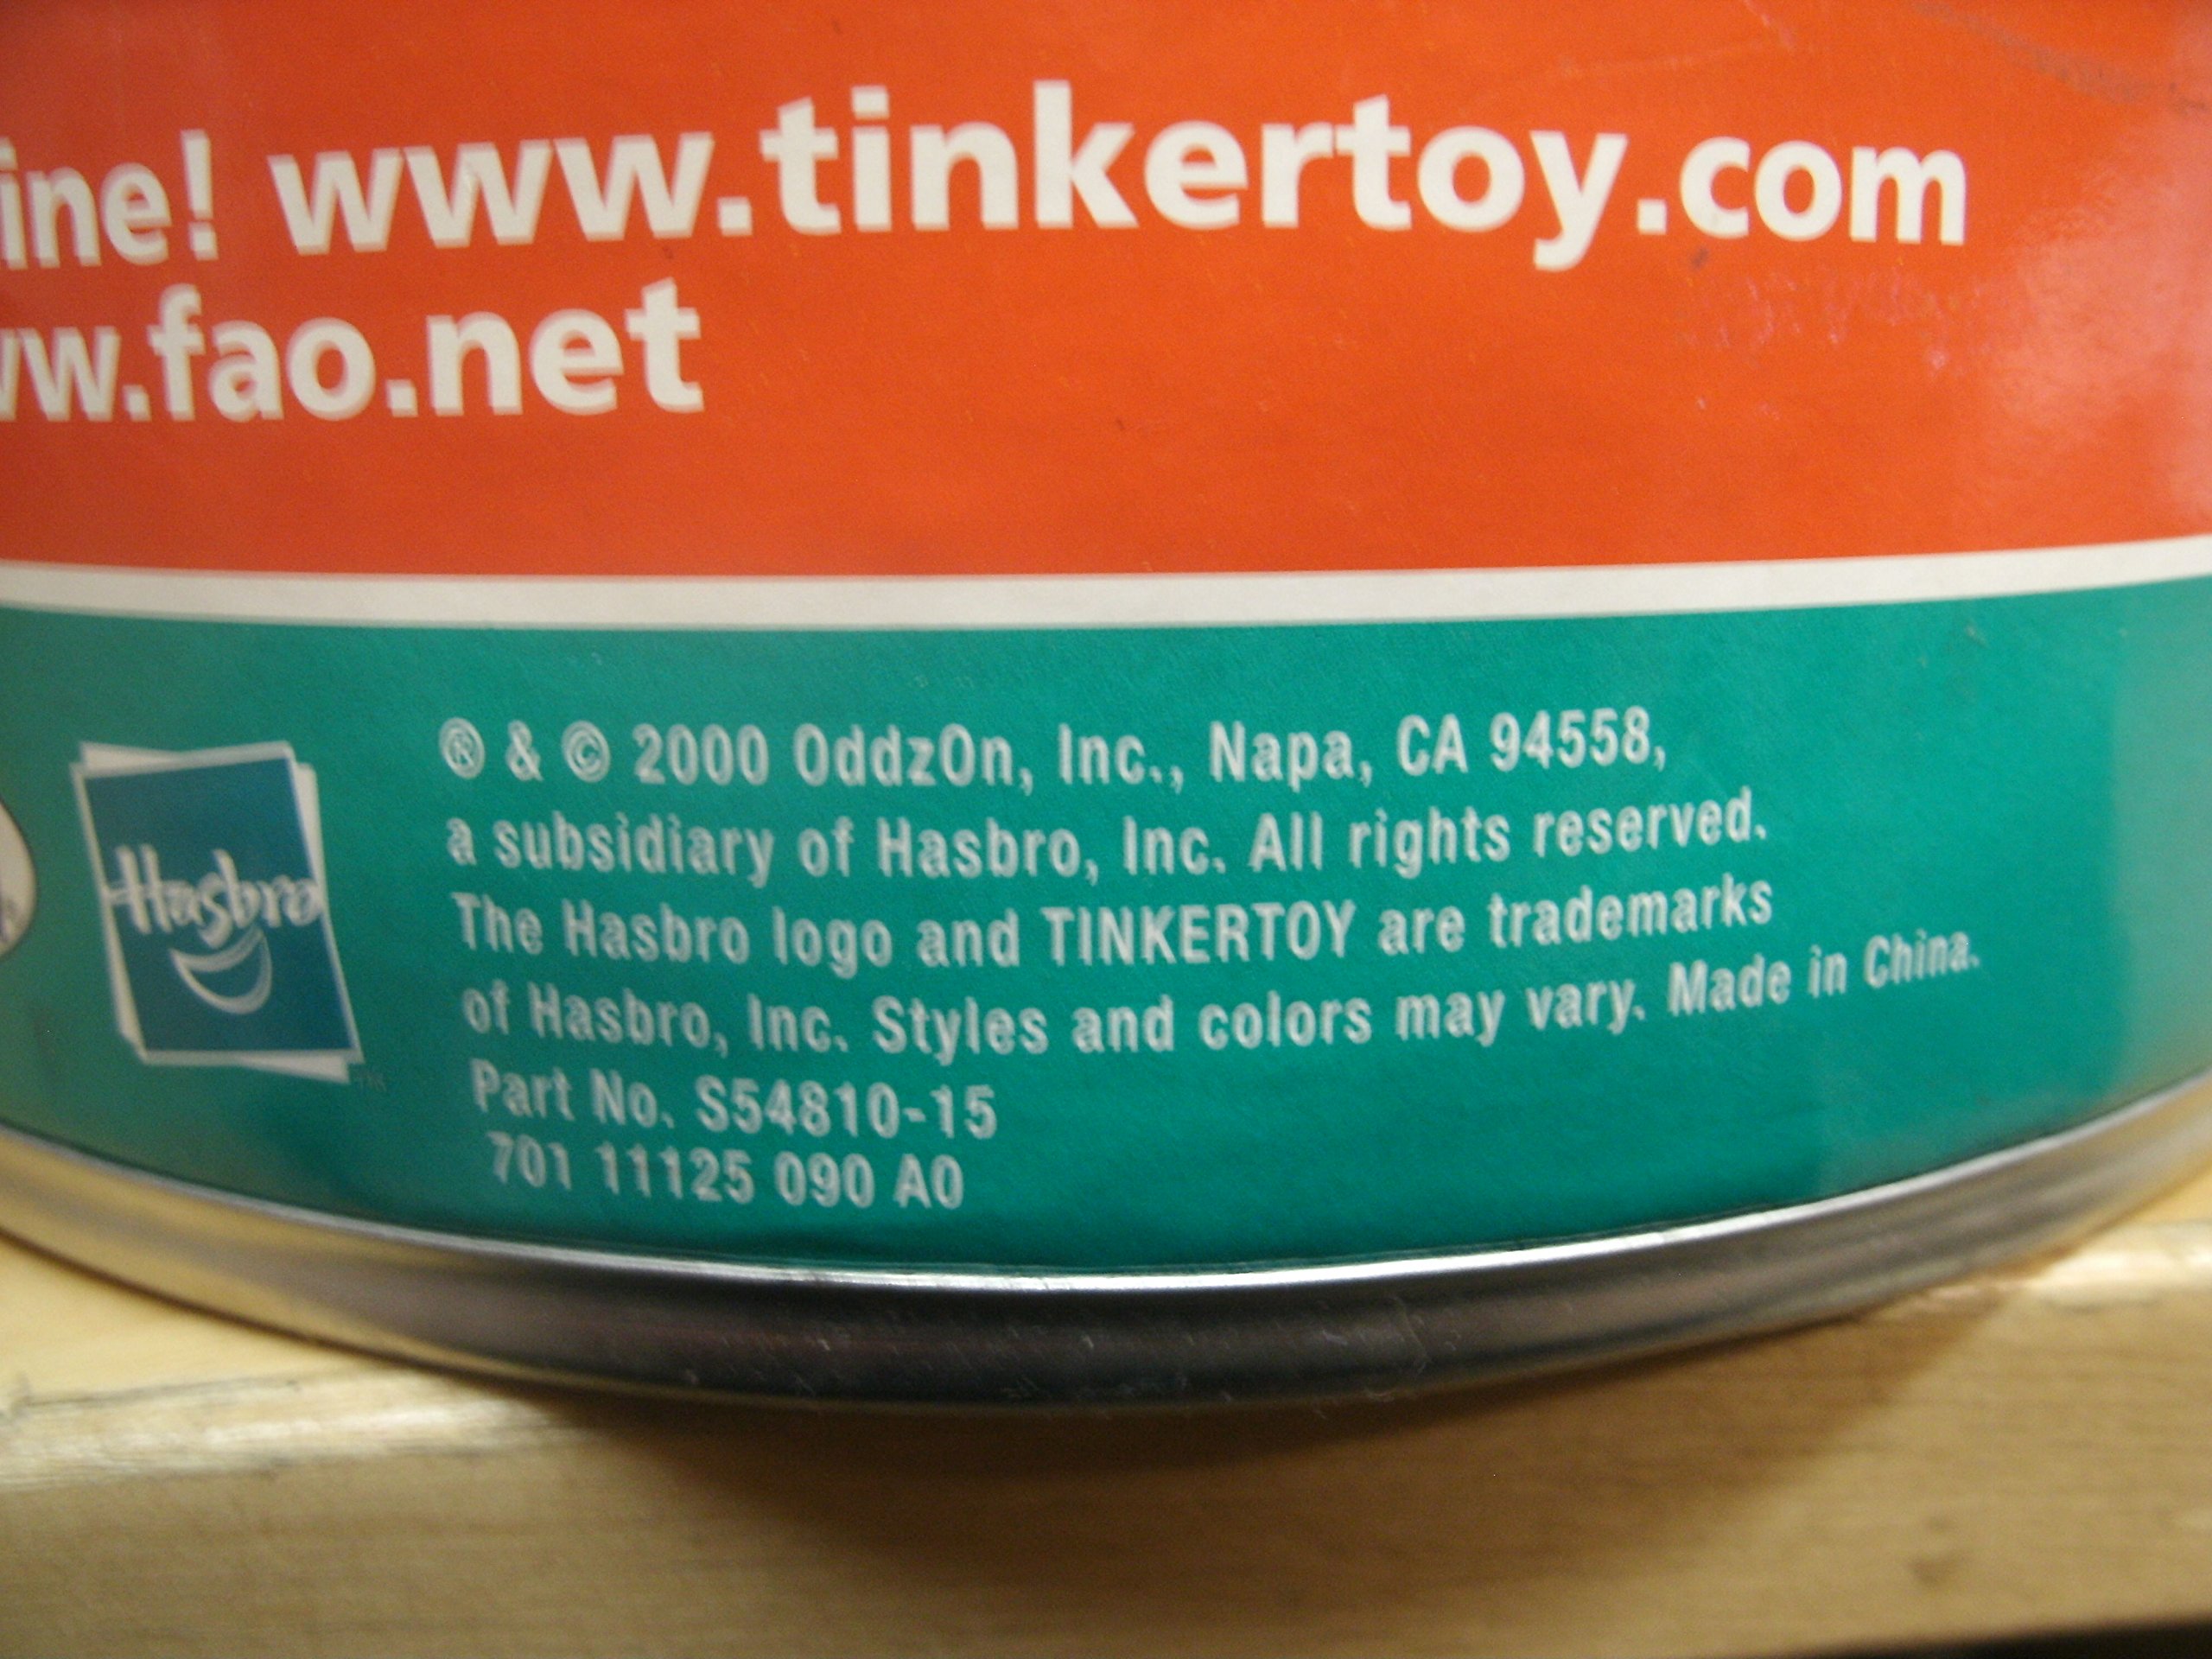 ine! www.tinkertoy.com
ww.fao.net
® & © 2000 OddzOn, Inc., Napa, CA 94558,
a subsidiary of Hasbro, Inc. All rights reserved.
Hasbro
The Hasbro logo and TINKERTOY are trademarks
of Hasbro, Inc. Styles and colors may vary. Made in China.
TM
Part No. S54810-15
701 11125 090 A0